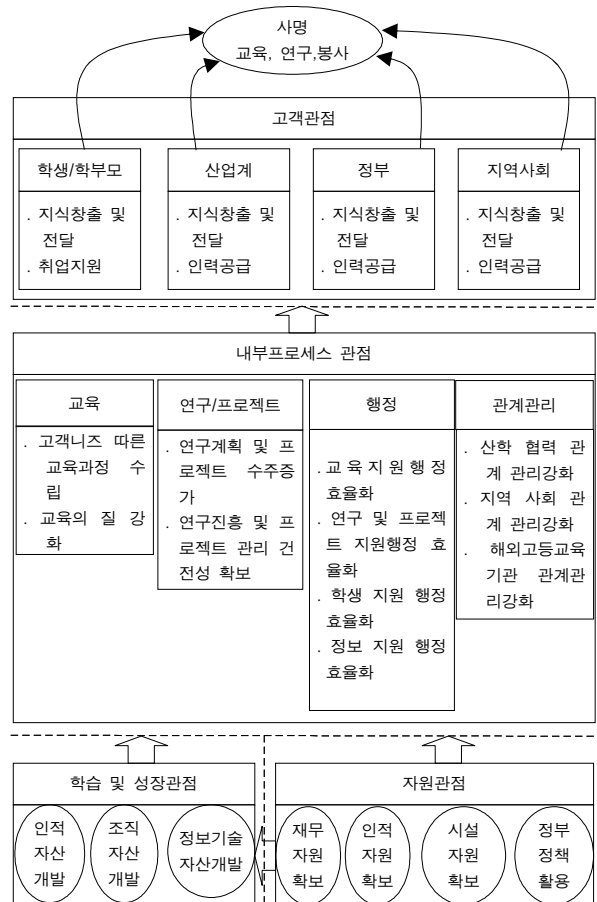 사명
교육, 연구,봉사
고객관점
학생/학부모
. 지식창출 및
전달
. 취업지원
산업계
. 지식창출 및
전달
. 인력공급
정부
. 지식창출 및
전달
. 인력공급
지역사회
. 지식창출 및
전달
. 인력공급
내부프로세스 관점
교육
. 고객니즈 따른
교육과정 수
립
. 교육의 질 강
화
연구/프로젝트
. 연구계획 및 프
로젝트 수주증
가
. 연구진흥 및 프
로젝트 관리 건
전성 확보
행정
. 교육지원행정
효율화
. 연구 및 프로젝
트 지원행정 효
율화
. 학생 지원 행정
효율화
. 정보 지원 행정
효율화
관계관리
. 산학 협력 관
계 관리강화
. 지역 사회 관
계 관리강화
. 해외고등교육
기관 관계관
리강화
학습 및 성장관점
인적
자산
개발
조직
자산
개발
정보기술
자산개발
자원관점
재무
자원
확보
인적
자원
확보
시설
자원
확보
정부
정책
활용